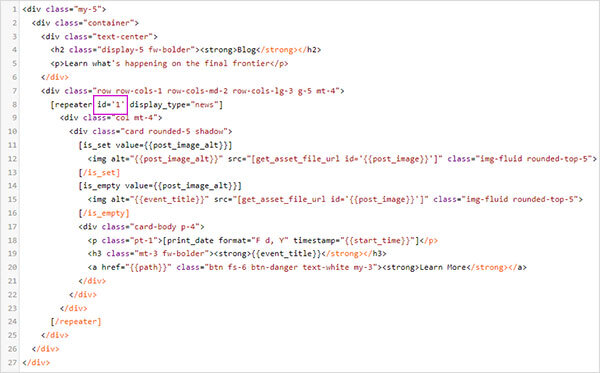 1 <div class="my-5">
2 <div class="container">
3 <div class="text-center">
4 <h2 class="display-5 fw-bolder"><strong>Blog</strong></h2>
5 <p>Learn what's happening on the final frontier</p>
6 </div>
7 <div class="row row-cols-1 row-cols-md-2 row-cols-lg-3 g-5 mt-4">
8 [repeater id='1' display_type="news"]
9 <div class="col mt-4">
10 <div class="card rounded-5 shadow">
11 [is_set value={{post_image_alt}}]
12 <img alt="{{post_image_alt}}" src="[get_asset_file_url id='{{post_image}}']" class="img-fluid rounded-top-5">
13 [/is_set]
14 [is_empty value={{post_image_alt}}]
15 <img alt="{{event_title}}" src="[get_asset_file_url id='{{post_image}}']" class="img-fluid rounded-top-5">
16 [/is_empty]
17 <div class="card-body p-4">
18 <p class="pt-1">[print_date format="F d, Y" timestamp="{{start_time}}"]</p>
19 <h3 class="mt-3 fw-bolder"><strong>{{event_title}}</strong></h3>
20 <a href="{{path}}" class="btn fs-6 btn-danger text-white my-3"><strong>Learn More</strong></a>
21 </div>
22 </div>
23 </div>
24 [/repeater]
25 </div>
26 </div>
27 </div>